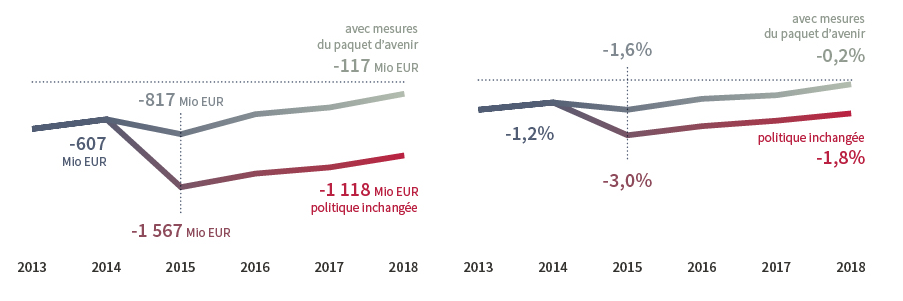 avec mesures
du paquet d'avenir
-117 Mio EUR
-817 Mio EUR
-607
Mio EUR
-1 118 Mio EUR
politique inchangée
-1 567 Mio EUR
2013 2014 2015 2016 2017 2018
avec mesures
du paquet d'avenir
-0,2%
-1,6%
-1,2%
politique inchangée
-1,8%
-3,0%
2013 2014 2015 2016 2017 2018